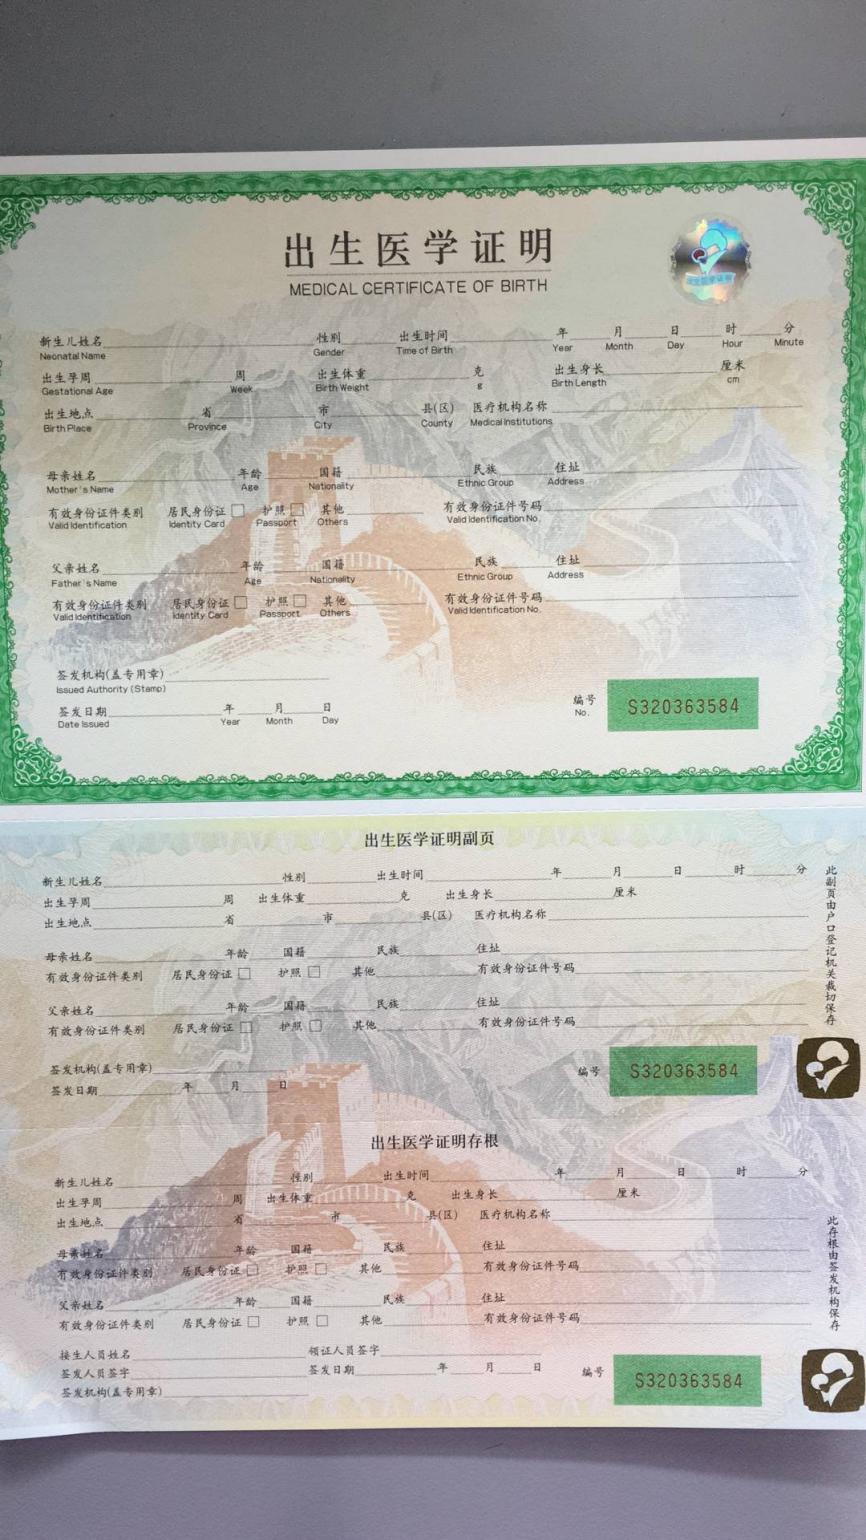 出生医学证明
MEDICAL CERTIFICATE OF BIRTH
出生医学证明
新生儿姓名 性别 出生时间 年 月 日 时 分
Neonatal Name Gender Time of Birth Year Month Day Hour Minute
出生孕周 周 出生体重 克 出生身长 厘米
Gestational Age Week Birth Weight g Birth Length cm
出生地点 省 市 县(区) 医疗机构名称
Birth Place Province City County Medical Institutions
母亲姓名 年龄 国籍 民族 住址
Mother's Name Age Nationality Ethnic Group Address
有效身份证件类别 居民身份证 护照 其他 有效身份证件号码
Valid Identification Identity Card Passport Others Valid Identification No.
父亲姓名 年龄 国籍 民族 住址
Father's Name Age Nationality Ethnic Group Address
有效身份证件类别 居民身份证 护照 其他 有效身份证件号码
Valid Identification Identity Card Passport Others Valid Identification No.
签发机构(盖专用章)
Issued Authority (Stamp)
签发日期 年 月 日
Date Issued Year Month Day
编号 S320363584
No.
出生医学证明副页
新生儿姓名 性别 出生时间 年 月 日 时 分
出生孕周 周 出生体重 克 出生身长 厘米
出生地点 省 市 县(区) 医疗机构名称
母亲姓名 年龄 国籍 民族 住址
有效身份证件类别 居民身份证 护照 其他 有效身份证件号码
父亲姓名 年龄 国籍 民族 住址
有效身份证件类别 居民身份证 护照 其他 有效身份证件号码
签发机构(盖专用章)
签发日期 年 月 日
编号 S320363584
此副页由户口登记机关裁切保存
出生医学证明存根
新生儿姓名 性别 出生时间 年 月 日 时 分
出生孕周 周 出生体重 克 出生身长 厘米
出生地点 省 市 县(区) 医疗机构名称
母亲姓名 年龄 国籍 民族 住址
有效身份证件类别 居民身份证 护照 其他 有效身份证件号码
父亲姓名 年龄 国籍 民族 住址
有效身份证件类别 居民身份证 护照 其他 有效身份证件号码
接生人员姓名 领证人员签字
签发人员签字 签发日期 年 月 日
签发机构(盖专用章)
编号 S320363584
此存根由签发机构保存